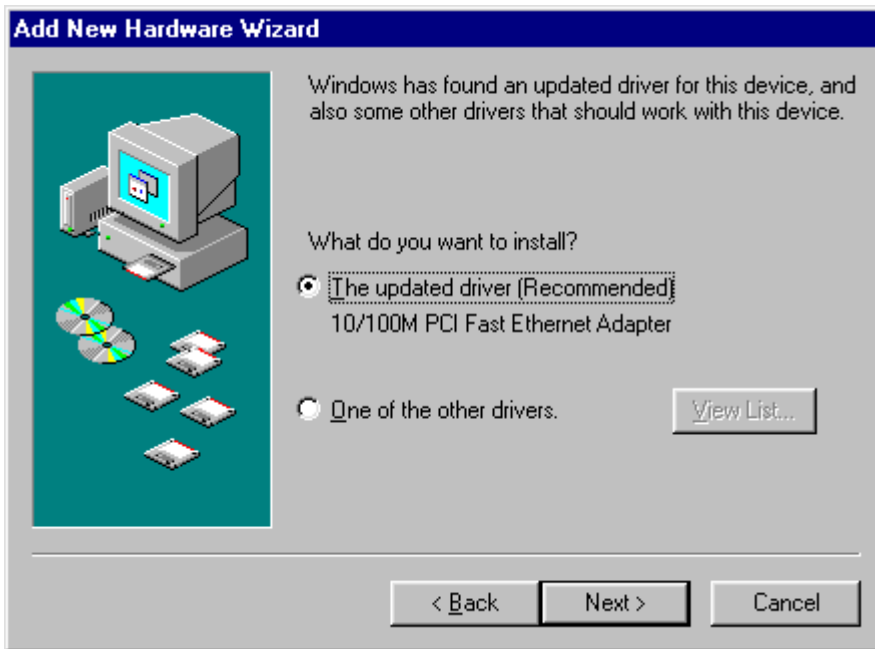 Add New Hardware Wizard
Windows has found an updated driver for this device, and
also some other drivers that should work with this device.
What do you want to install?
The updated driver (Recommended)
10/100M PCI Fast Ethernet Adapter
One of the other drivers.
View List...
< Back
Next >
Cancel